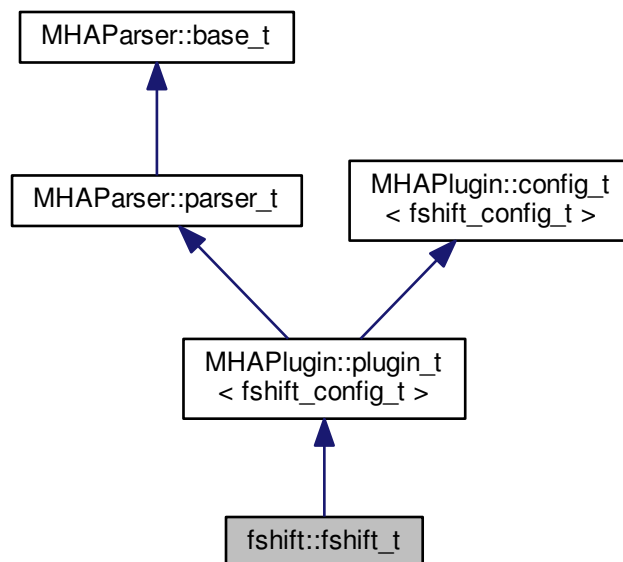 MHAParser::base_t
MHAParser::parser_t
MHAPlugin::config_t
< fshift_config_t >
MHAPlugin::plugin_t
< fshift_config_t >
fshift::fshift_t